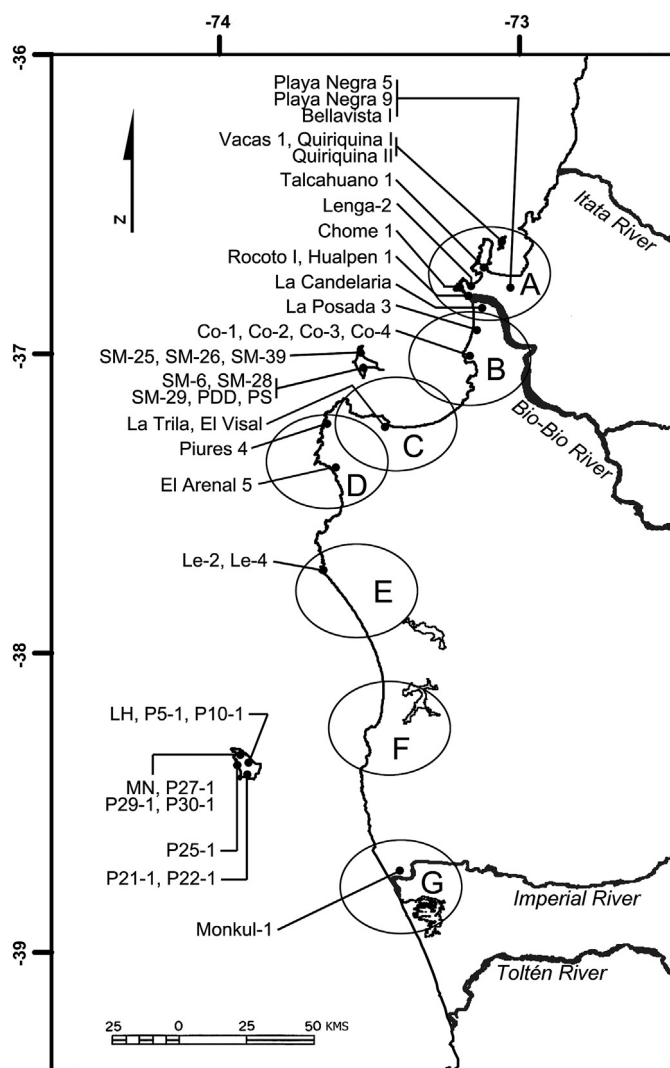 -74
-73
-36
Playa Negra 5
Playa Negra 9
Bellavista I
Vacas 1, Quiriquina I
Quiriquina II
Talcahuano 1
Lenga-2
Chome 1
Rocoto I, Hualpen 1
La Candelaria
La Posada 3
Co-1, Co-2, Co-3, Co-4
N
Itata River
A
-37
SM-25, SM-26, SM-39
SM-6, SM-28
SM-29, PDD, PS
B
La Trila, El Visal
Piures 4
C
Bio-Bio River
El Arenal 5
D
Le-2, Le-4
E
-38
LH, P5-1, P10-1
F
MN, P27-1
P29-1, P30-1
P25-1
P21-1, P22-1
G
Imperial River
Monkul-1
-39
Toltén River
25 0 25 50 KMS